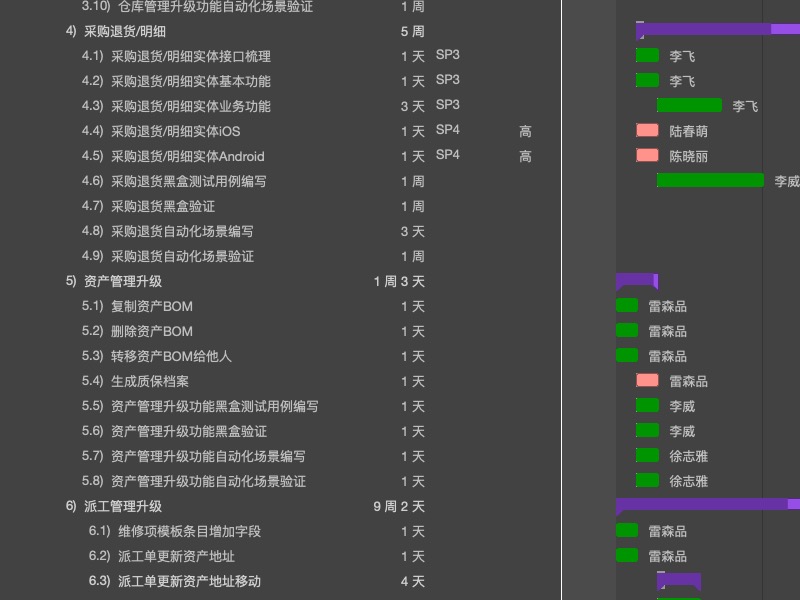 3.10) 仓库管理升级功能自动化场景验证 1 周
4) 采购退货/明细 5 周
4.1) 采购退货/明细实体接口梳理 1 天 SP3 李飞
4.2) 采购退货/明细实体基本功能 1 天 SP3 李飞
4.3) 采购退货/明细实体业务功能 3 天 SP3 李飞
4.4) 采购退货/明细实体iOS 1 天 SP4 高 陆春萌
4.5) 采购退货/明细实体Android 1 天 SP4 高 陈晓丽
4.6) 采购退货黑盒测试用例编写 1 周 李威
4.7) 采购退货黑盒验证 1 周
4.8) 采购退货自动化场景编写 3 天
4.9) 采购退货自动化场景验证 1 周
5) 资产管理升级 1 周 3 天
5.1) 复制资产BOM 1 天 雷森品
5.2) 删除资产BOM 1 天 雷森品
5.3) 转移资产BOM给他人 1 天 雷森品
5.4) 生成质保档案 1 天 雷森品
5.5) 资产管理升级功能黑盒测试用例编写 1 天 李威
5.6) 资产管理升级功能黑盒验证 1 天 李威
5.7) 资产管理升级功能自动化场景编写 1 天 徐志雅
5.8) 资产管理升级功能自动化场景验证 1 天 徐志雅
6) 派工管理升级 9 周 2 天
6.1) 维修项模板条目增加字段 1 天 雷森品
6.2) 派工单更新资产地址 1 天 雷森品
6.3) 派工单更新资产地址移动 4 天